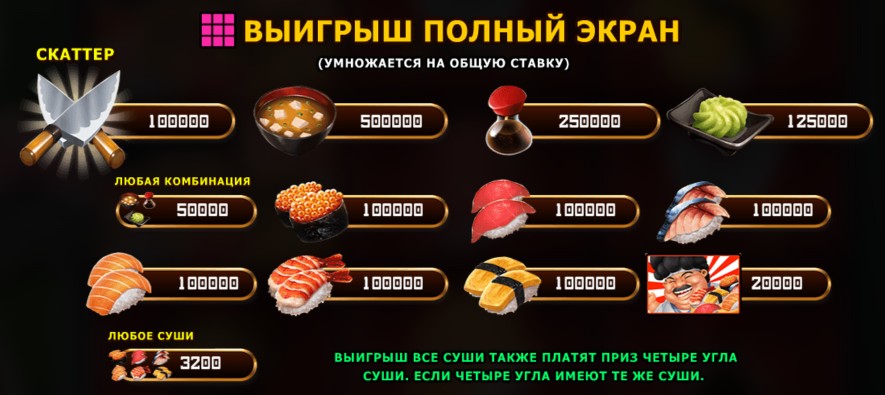 ВЫИГРЫШ ПОЛНЫЙ ЭКРАН
(УМНОЖАЕТСЯ НА ОБЩУЮ СТАВКУ)
СКАТТЕР
100000 500000 250000 125000
ЛЮБАЯ КОМБИНАЦИЯ
50000 100000 100000 100000
100000 100000 100000 20000
ЛЮБОЕ СУШИ
3200
ВЫИГРЫШ ВСЕ СУШИ ТАКЖЕ ПЛАТЯТ ПРИЗ ЧЕТЫРЕ УГЛА
СУШИ. ЕСЛИ ЧЕТЫРЕ УГЛА ИМЕЮТ ТЕ ЖЕ СУШИ.